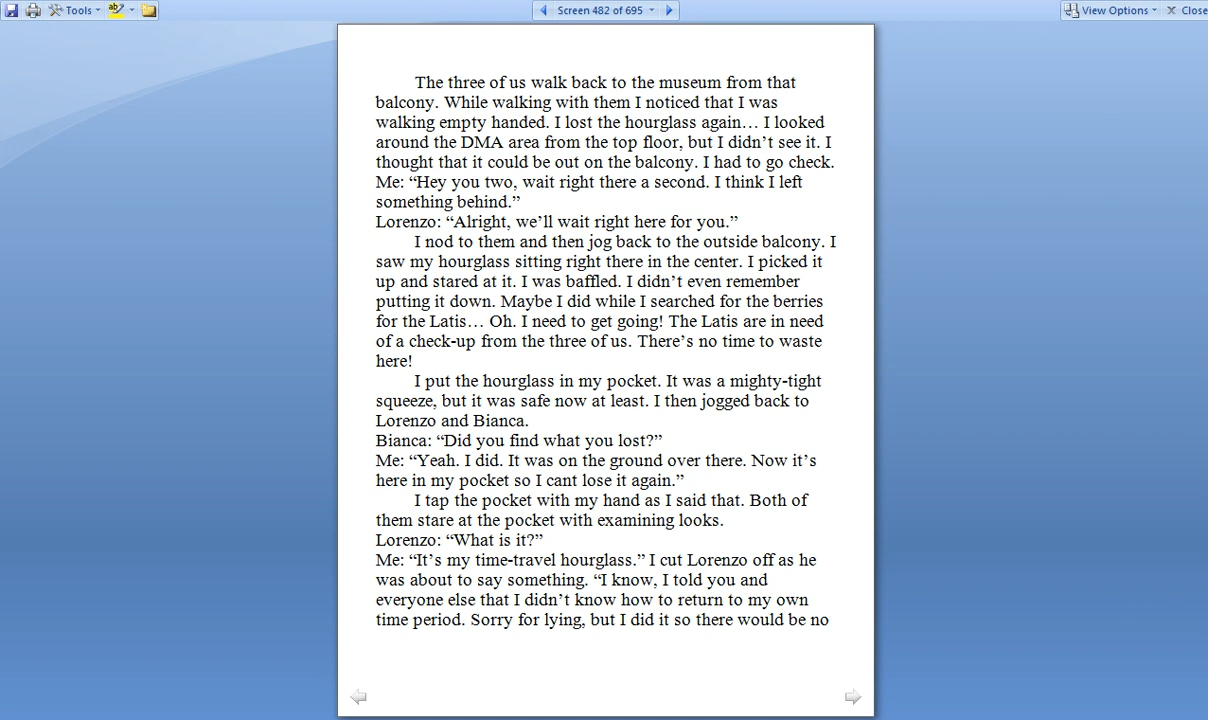 Tools
Screen 482 of 695
View Options
Close
The three of us walk back to the museum from that
balcony. While walking with them I noticed that I was
walking empty handed. I lost the hourglass again… I looked
around the DMA area from the top floor, but I didn’t see it. I
thought that it could be out on the balcony. I had to go check.
Me: “Hey you two, wait right there a second. I think I left
something behind.”
Lorenzo: “Alright, we’ll wait right here for you.”
I nod to them and then jog back to the outside balcony. I
saw my hourglass sitting right there in the center. I picked it
up and stared at it. I was baffled. I didn’t even remember
putting it down. Maybe I did while I searched for the berries
for the Latis… Oh. I need to get going! The Latis are in need
of a check-up from the three of us. There’s no time to waste
here!
I put the hourglass in my pocket. It was a mighty-tight
squeeze, but it was safe now at least. I then jogged back to
Lorenzo and Bianca.
Bianca: “Did you find what you lost?”
Me: “Yeah. I did. It was on the ground over there. Now it’s
here in my pocket so I cant lose it again.”
I tap the pocket with my hand as I said that. Both of
them stare at the pocket with examining looks.
Lorenzo: “What is it?”
Me: “It’s my time-travel hourglass.” I cut Lorenzo off as he
was about to say something. “I know, I told you and
everyone else that I didn’t know how to return to my own
time period. Sorry for lying, but I did it so there would be no